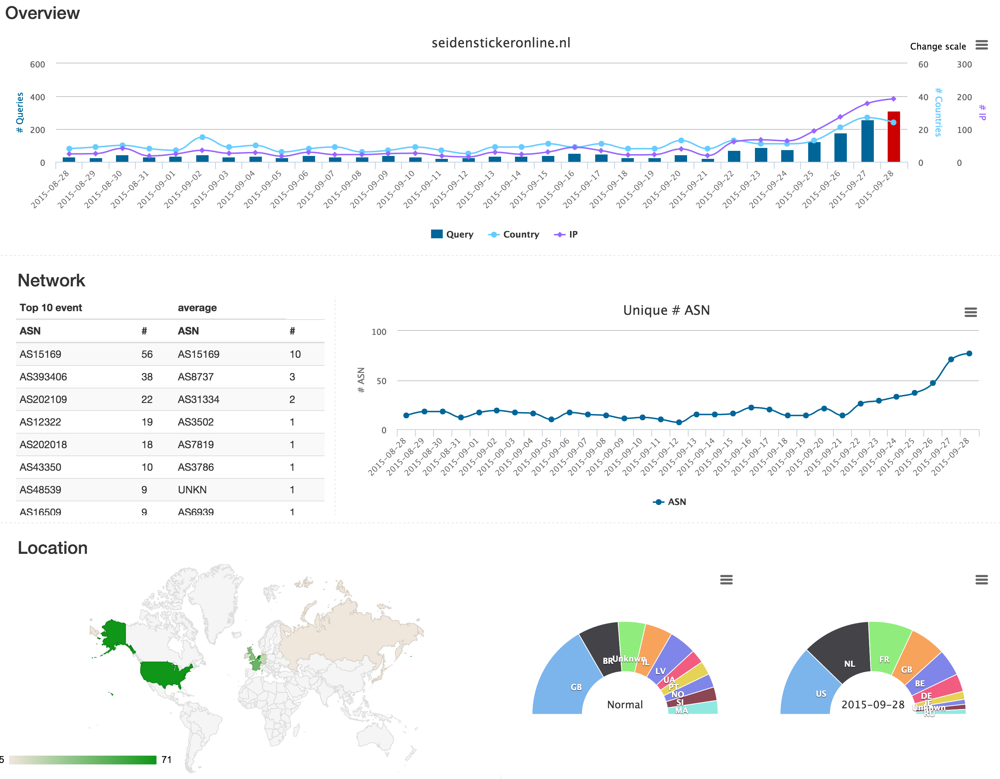 Overview
seidenstickeronline.nl
Change scale
600
400
200
0
# Queries
60
40
20
0
# Countries
300
200
100
0
# IP
2015-08-28
2015-08-29
2015-08-30
2015-08-31
2015-09-01
2015-09-02
2015-09-03
2015-09-04
2015-09-05
2015-09-06
2015-09-07
2015-09-08
2015-09-09
2015-09-10
2015-09-11
2015-09-12
2015-09-13
2015-09-14
2015-09-15
2015-09-16
2015-09-17
2015-09-18
2015-09-19
2015-09-20
2015-09-21
2015-09-22
2015-09-23
2015-09-24
2015-09-25
2015-09-26
2015-09-27
2015-09-28
Query Country IP
Network
Top 10 event average
ASN # ASN #
AS15169 56 AS15169 10
AS393406 38 AS8737 3
AS202109 22 AS31334 2
AS12322 19 AS3502 1
AS202018 18 AS7819 1
AS43350 10 AS3786 1
AS48539 9 UNKN 1
AS16509 9 AS6939 1
Unique # ASN
100
50
0
# ASN
2015-08-28
2015-08-29
2015-08-30
2015-08-31
2015-09-01
2015-09-02
2015-09-03
2015-09-04
2015-09-05
2015-09-06
2015-09-07
2015-09-08
2015-09-09
2015-09-10
2015-09-11
2015-09-12
2015-09-13
2015-09-14
2015-09-15
2015-09-16
2015-09-17
2015-09-18
2015-09-19
2015-09-20
2015-09-21
2015-09-22
2015-09-23
2015-09-24
2015-09-25
2015-09-26
2015-09-27
2015-09-28
ASN
Location
5 71
GB
BR
Unknwn
IL
LV
UA
PT
NO
SI
MA
Normal
US
NL
FR
GB
BE
DE
IE
Unknwn
RU
2015-09-28